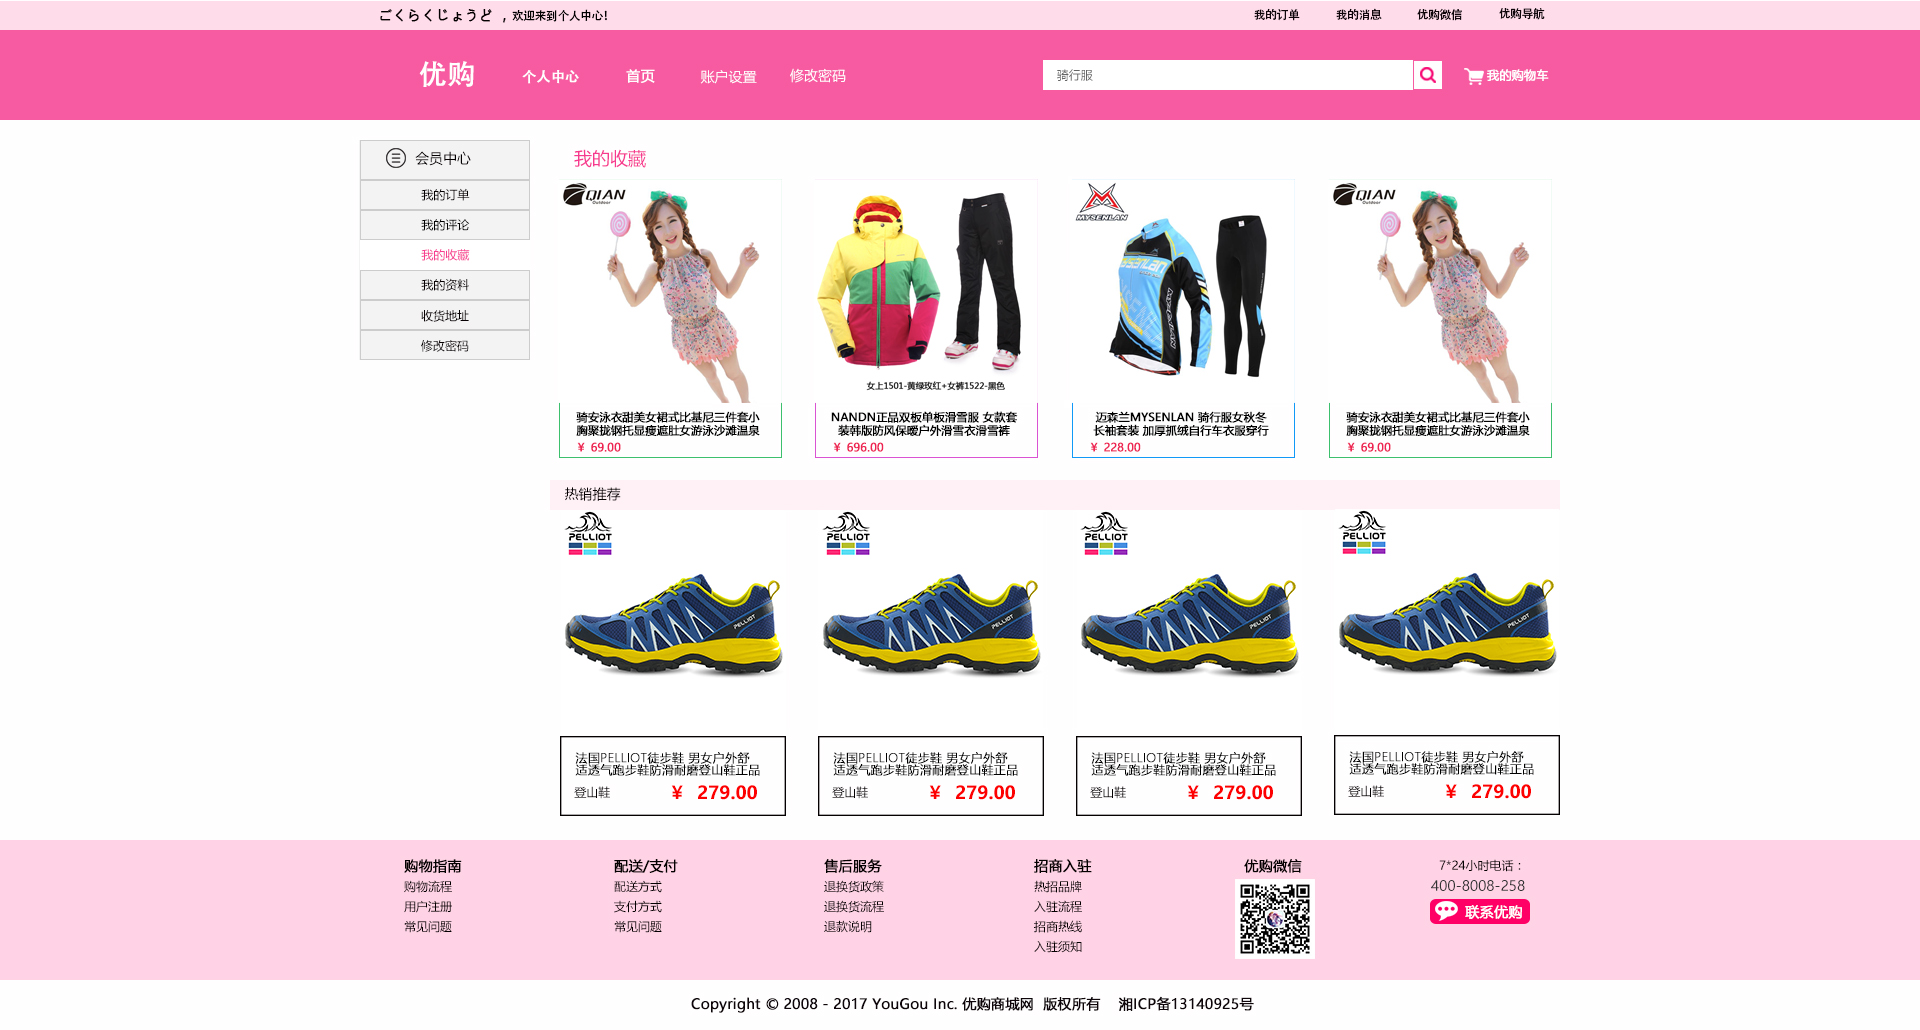 ごくらくじょうど ，欢迎来到个人中心!
我的订单 我的消息 优购微信 优购导航
优购 个人中心 首页 账户设置 修改密码
骑行服
我的购物车
会员中心
我的订单
我的评论
我的收藏
我的资料
收货地址
修改密码
我的收藏
QIAN
Outdoor
女上1501-黄绿玫红+女裤1522-黑色
MYSENLAN
QIAN
Outdoor
骑安泳衣甜美女裙式比基尼三件套小
胸聚拢钢托显瘦遮肚女游泳沙滩温泉
¥ 69.00
NANDN正品双板单板滑雪服 女款套
装韩版防风保暖户外滑雪衣滑雪裤
¥ 696.00
迈森兰MYSENLAN 骑行服女秋冬
长袖套装 加厚抓绒自行车衣服穿行
¥ 228.00
骑安泳衣甜美女裙式比基尼三件套小
胸聚拢钢托显瘦遮肚女游泳沙滩温泉
¥ 69.00
热销推荐
PELLIOT
PELLIOT
PELLIOT
PELLIOT
PELLIOT
PELLIOT
PELLIOT
PELLIOT
法国PELLIOT徒步鞋 男女户外舒
适透气跑步鞋防滑耐磨登山鞋正品
登山鞋 ¥ 279.00
法国PELLIOT徒步鞋 男女户外舒
适透气跑步鞋防滑耐磨登山鞋正品
登山鞋 ¥ 279.00
法国PELLIOT徒步鞋 男女户外舒
适透气跑步鞋防滑耐磨登山鞋正品
登山鞋 ¥ 279.00
法国PELLIOT徒步鞋 男女户外舒
适透气跑步鞋防滑耐磨登山鞋正品
登山鞋 ¥ 279.00
购物指南
购物流程
用户注册
常见问题
配送/支付
配送方式
支付方式
常见问题
售后服务
退换货政策
退换货流程
退款说明
招商入驻
热招品牌
入驻流程
招商热线
入驻须知
优购微信
7*24小时电话：
400-8008-258
联系优购
Copyright © 2008 - 2017 YouGou Inc. 优购商城网 版权所有 湘ICP备13140925号